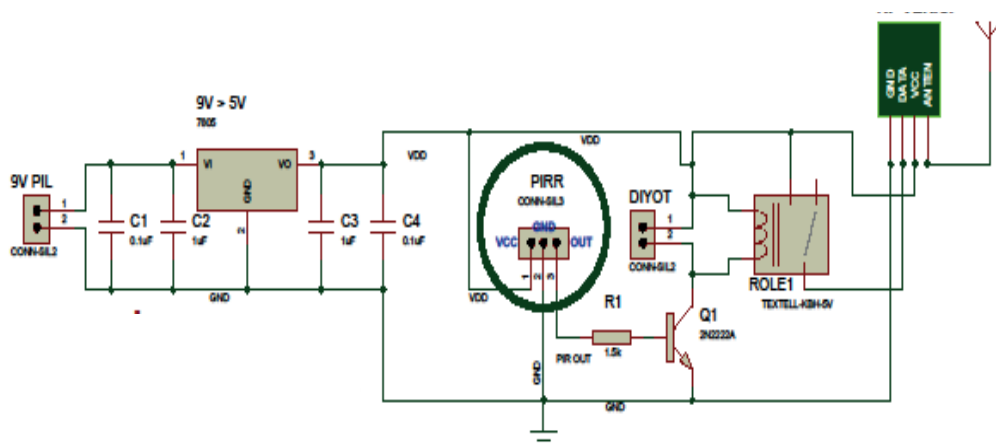 9V > 5V
7805
1
VI
VO
3
GND
2
9V PIL
1
2
CONN-SIL2
C1
0.1uF
C2
1uF
C3
1uF
C4
0.1uF
GND
VDD
VDD
VDD
PIRR
CONN-SIL3
GND
VCC
OUT
1
2
3
GND
PIR OUT
R1
1.5k
DIYOT
1
2
CONN-SIL2
Q1
2N2222A
GND
ROLE1
TEXTELL-KBH-5V
GND
DATA
VCC
ANTEN